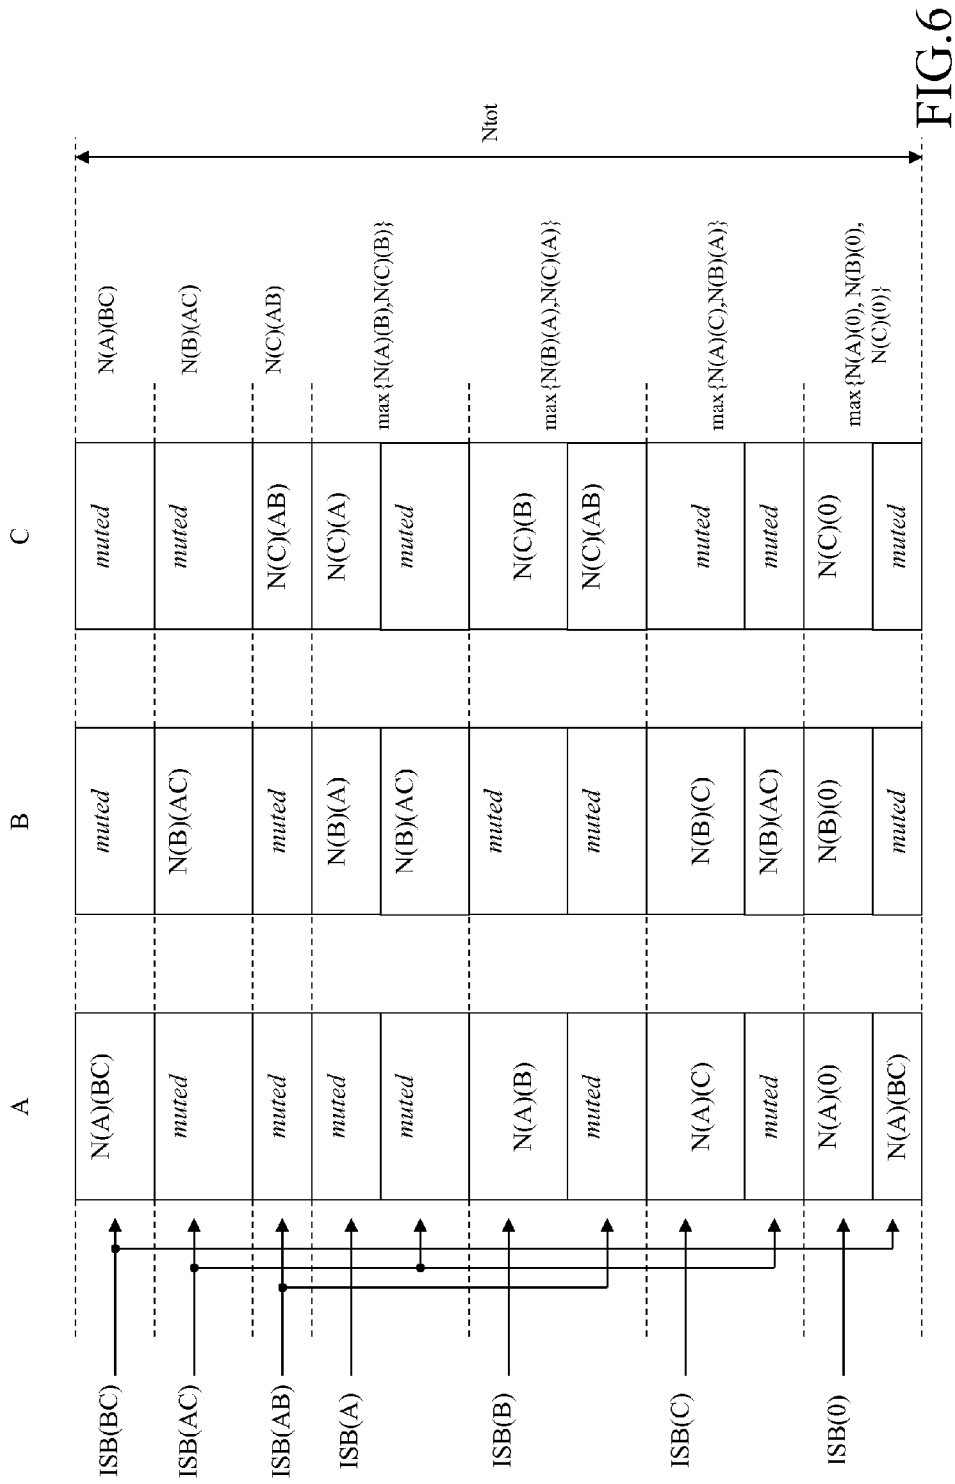 A
B
C
ISB(BC)
N(A)(BC)
muted
muted
N(A)(BC)
ISB(AC)
muted
N(B)(AC)
muted
N(B)(AC)
ISB(AB)
muted
muted
N(C)(AB)
N(C)(AB)
ISB(A)
muted
N(B)(A)
N(C)(A)
max{N(A)(B),N(C)(B)}
muted
N(B)(AC)
muted
ISB(B)
N(A)(B)
muted
N(C)(B)
max{N(B)(A),N(C)(A)}
muted
muted
N(C)(AB)
ISB(C)
N(A)(C)
N(B)(C)
muted
max{N(A)(C),N(B)(A)}
muted
N(B)(AC)
muted
ISB(0)
N(A)(0)
N(B)(0)
N(C)(0)
max{N(A)(0), N(B)(0),
N(C)(0)}
N(A)(BC)
muted
muted
Ntot
FIG.6